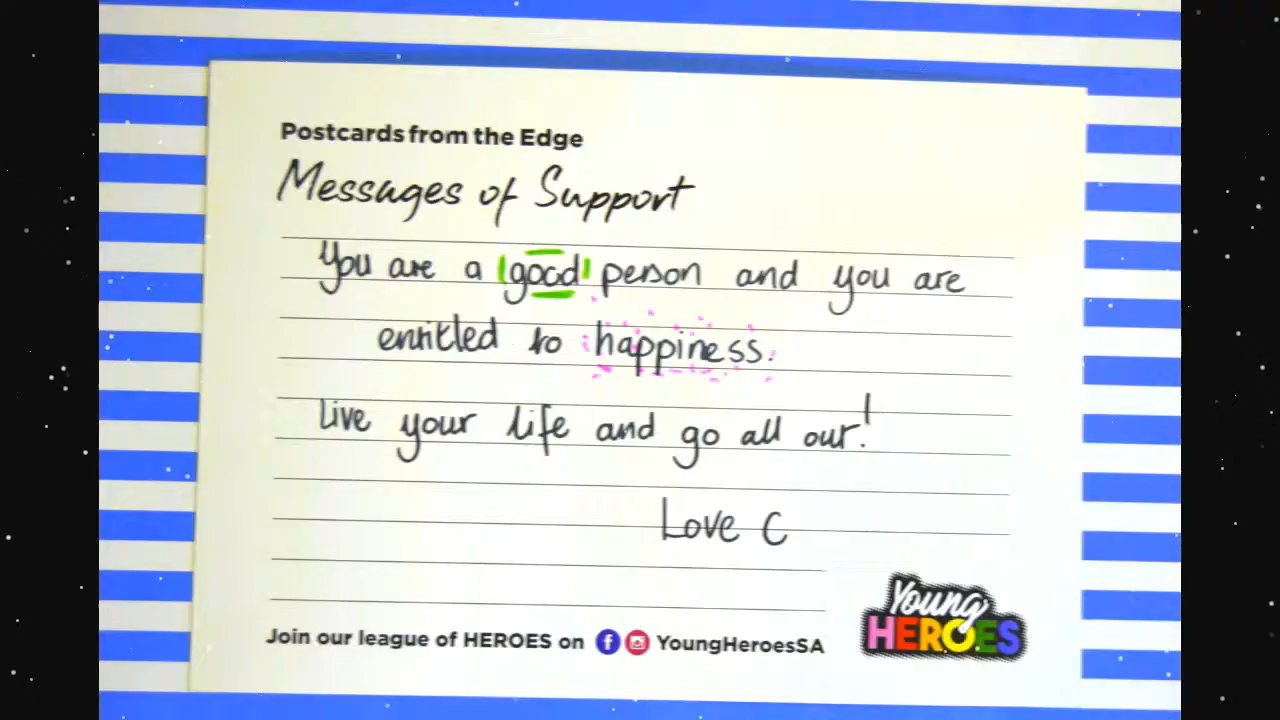 Postcards from the Edge
Messages of Support
You are a good person and you are
entitled to happiness.
Live your life and go all out!
Love C
Young
HEROES
Join our league of HEROES on YoungHeroesSA